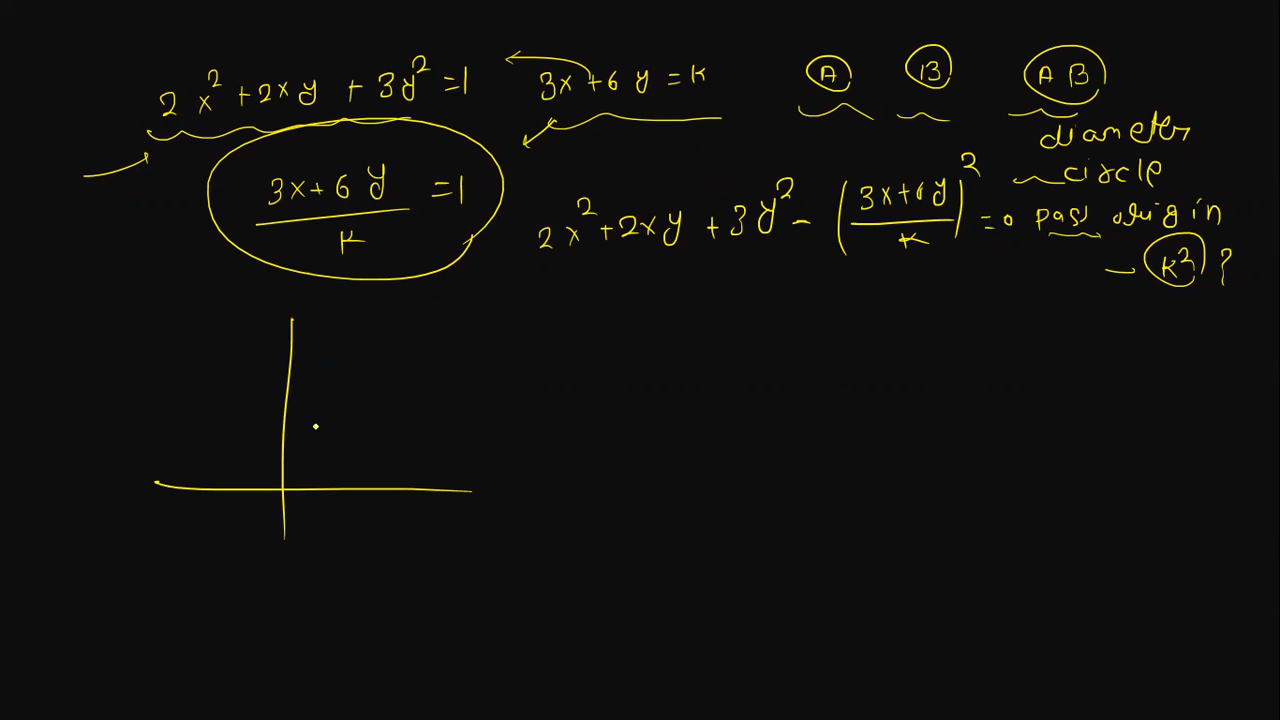 2x² + 2xy + 3y² = 1   3x + 6y = k   A   B   AB
diameter
circle
(3x + 6y)/k = 1   2x² + 2xy + 3y² - ((3x + 6y)/k)² = 0   pass origin
k² ?